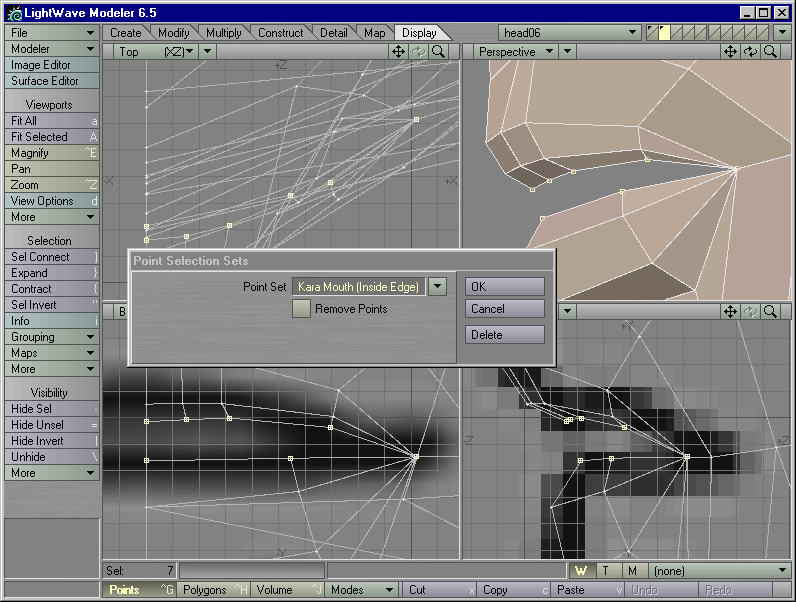 LightWave Modeler 6.5
File
Create Modify Multiply Construct Detail Map Display head06
Modeler
Top (XZ) Perspective
Image Editor
Surface Editor
Viewports
Fit All a
Fit Selected A
Magnify ^E
Pan
Zoom ^Z
View Options d
More
Selection
Sel Connect ]
Expand }
Contract {
Sel Invert "
Info i
Grouping
Maps
More
Visibility
Hide Sel -
Hide Unsel =
Hide Invert |
Unhide \
More
+Z
-X
+X
Point Selection Sets
Point Set Kara Mouth (Inside Edge)
Remove Points
OK
Cancel
Delete
B
+Y
-Z
+Z
-Y
-Y
Sel: 7
W T M (none)
Points ^G Polygons ^H Volume ^J Modes Cut x Copy c Paste v Undo Redo